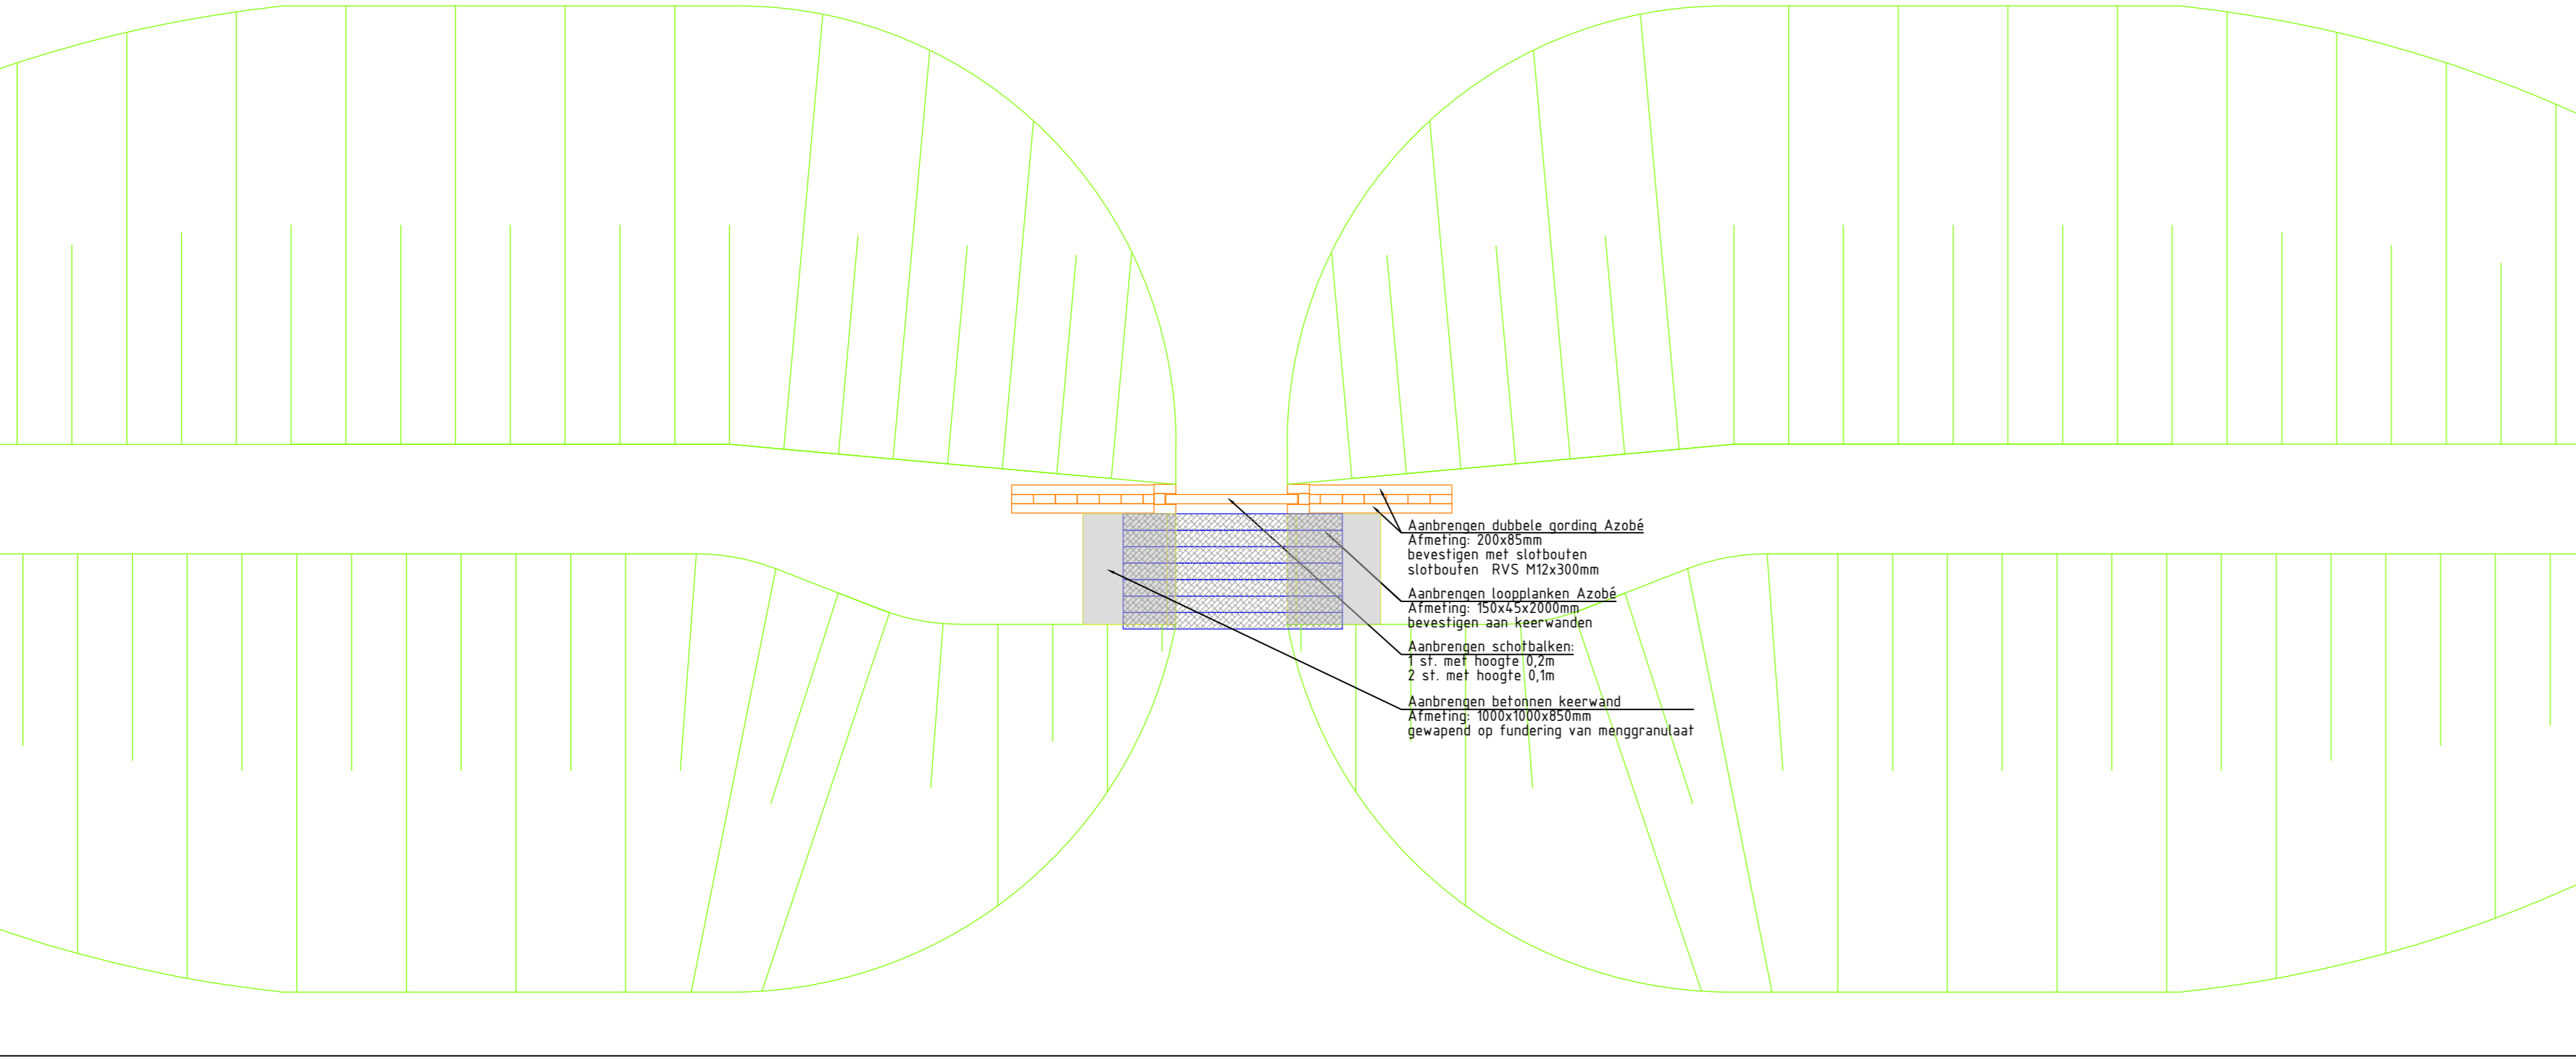 Aanbrengen dubbele gording Azobé
Afmeting: 200x85mm
bevestigen met slotbouten
slotbouten RVS M12x300mm
Aanbrengen loopplanken Azobé
Afmeting: 150x45x2000mm
bevestigen aan keerwanden
Aanbrengen schotbalken:
1 st. met hoogte 0,2m
2 st. met hoogte 0,1m
Aanbrengen betonnen keerwand
Afmeting: 1000x1000x850mm
gewapend op fundering van menggranulaat